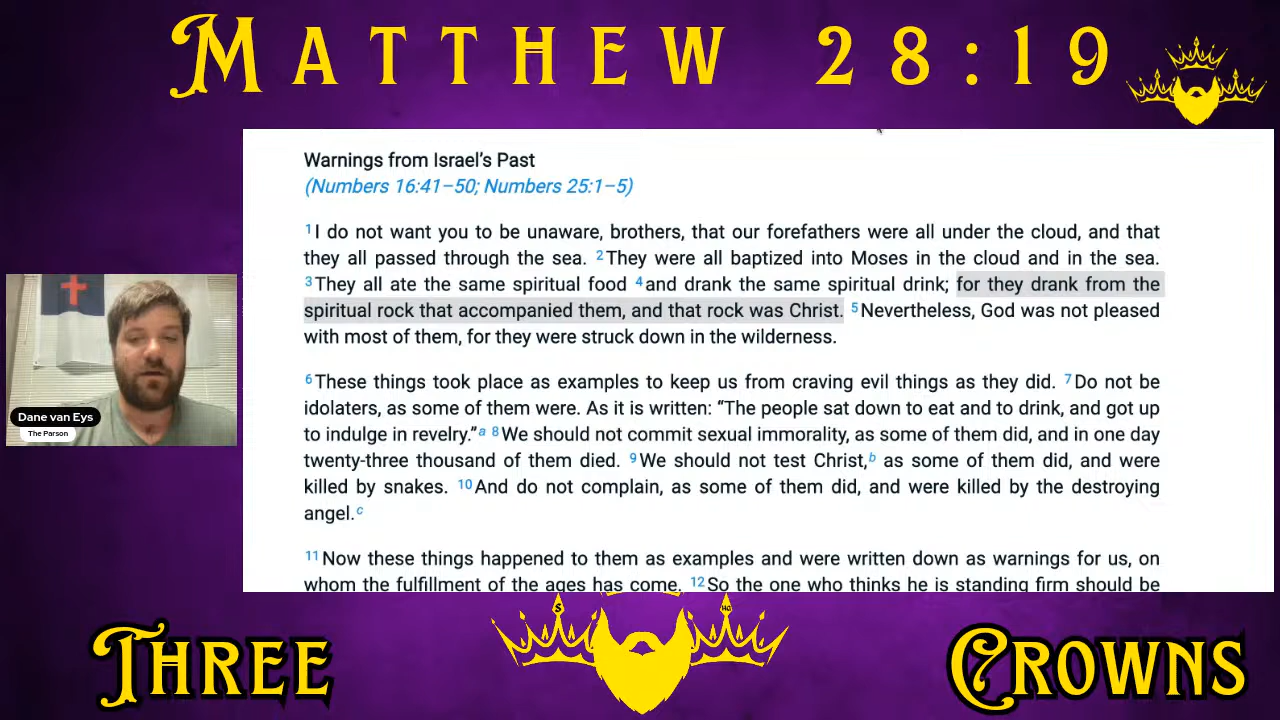 MATTHEW 28:19
Warnings from Israel's Past
(Numbers 16:41–50; Numbers 25:1–5)
1 I do not want you to be unaware, brothers, that our forefathers were all under the cloud, and that
they all passed through the sea. 2 They were all baptized into Moses in the cloud and in the sea.
3 They all ate the same spiritual food 4 and drank the same spiritual drink; for they drank from the
spiritual rock that accompanied them, and that rock was Christ. 5 Nevertheless, God was not pleased
with most of them, for they were struck down in the wilderness.
6 These things took place as examples to keep us from craving evil things as they did. 7 Do not be
idolaters, as some of them were. As it is written: “The people sat down to eat and to drink, and got up
to indulge in revelry.” a 8 We should not commit sexual immorality, as some of them did, and in one day
twenty-three thousand of them died. 9 We should not test Christ, b as some of them did, and were
killed by snakes. 10 And do not complain, as some of them did, and were killed by the destroying
angel. c
11 Now these things happened to them as examples and were written down as warnings for us, on
whom the fulfillment of the ages has come. 12 So the one who thinks he is standing firm should be
Dane van Eys
The Parson
S
HG
THREE
CROWNS